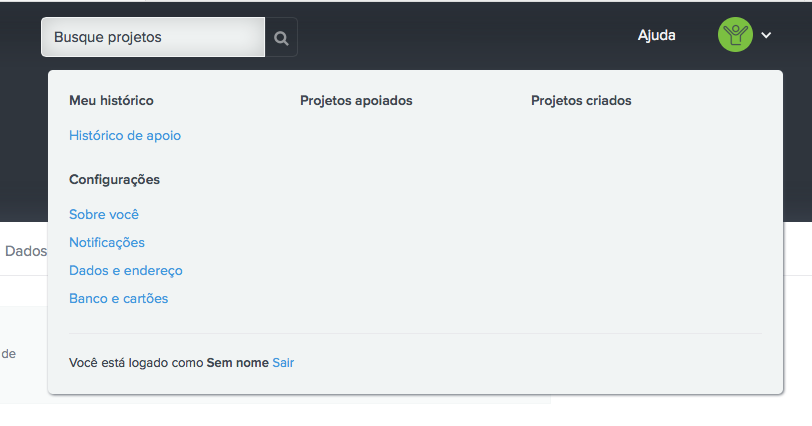 Busque projetos
Ajuda
Meu histórico
Projetos apoiados
Projetos criados
Histórico de apoio
Configurações
Sobre você
Notificações
Dados e endereço
Banco e cartões
Você está logado como Sem nome Sair
Dados
de